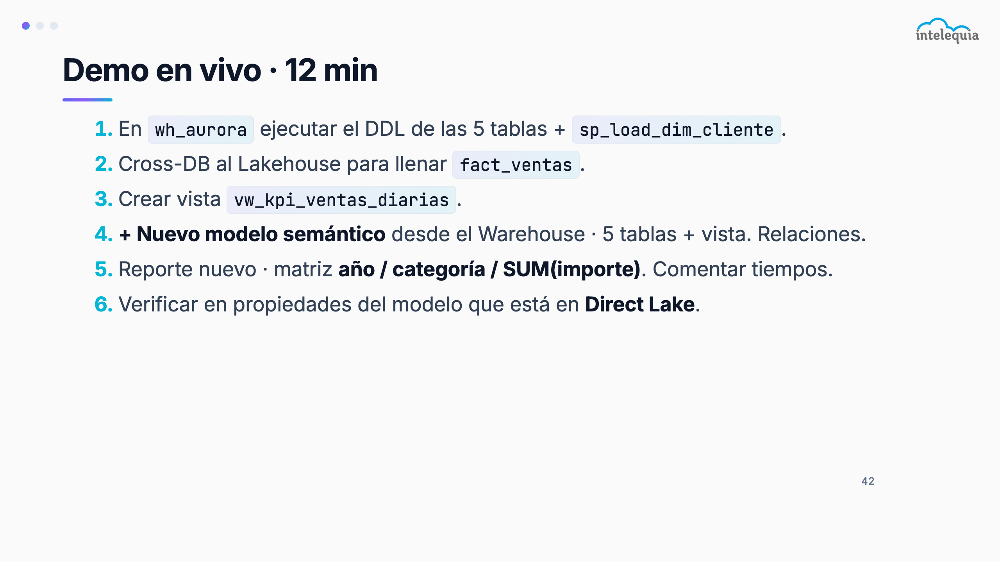 intelequia
Demo en vivo · 12 min
1. En wh_aurora ejecutar el DDL de las 5 tablas + sp_load_dim_cliente.
2. Cross-DB al Lakehouse para llenar fact_ventas.
3. Crear vista vw_kpi_ventas_diarias.
4. + Nuevo modelo semántico desde el Warehouse · 5 tablas + vista. Relaciones.
5. Reporte nuevo · matriz año / categoría / SUM(importe). Comentar tiempos.
6. Verificar en propiedades del modelo que está en Direct Lake.
42